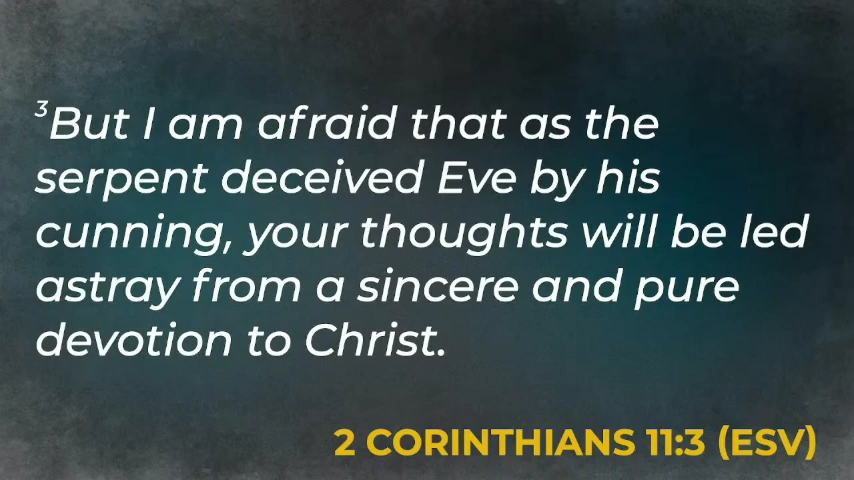 ³But I am afraid that as the
serpent deceived Eve by his
cunning, your thoughts will be led
astray from a sincere and pure
devotion to Christ.
2 CORINTHIANS 11:3 (ESV)